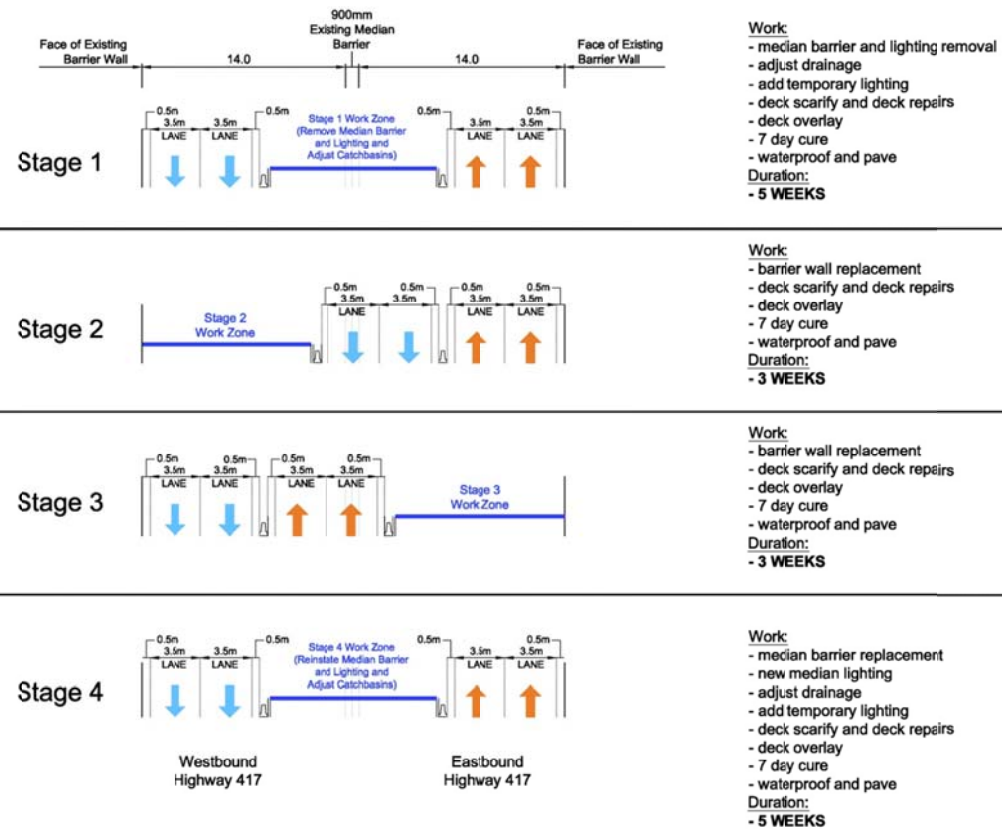 900mm
Existing Median
Barrier
Face of Existing
Barrier Wall
14.0
14.0
Face of Existing
Barrier Wall
Stage 1
0.5n
3.5m
LANE
3.5m
LANE
0.5m
Stage 1 Work Zone
(Remove Median Barrier
and Lighting and
Adjust Catchbasins)
0.5m
3.5m
LANE
3.5m
LANE
0.5m
Work:
- median barrier and lighting removal
- adjust drainage
- add temporary lighting
- deck scarify and deck repairs
- deck overlay
- 7 day cure
- waterproof and pave
Duration:
- 5 WEEKS
Stage 2
Stage 2
Work Zone
0.5m
3.5m
LANE
0.5m
3.5m
0.5m
3.5m
LANE
0.5m
3.5m
LANE
Work:
- barrier wall replacement
- deck scarify and deck repairs
- deck overlay
- 7 day cure
- waterproof and pave
Duration:
- 3 WEEKS
Stage 3
0.5m
3.5m
LANE
0.5m
3.5m
LANE
0.5m
3.5m
LANE
0.5m
3.5m
LANE
Stage 3
Work Zone
Work:
- barrier wall replacement
- deck scarify and deck repairs
- deck overlay
- 7 day cure
- waterproof and pave
Duration:
- 3 WEEKS
Stage 4
0.5n
3.5m
LANE
3.5m
LANE
0.5m
Stage 4 Work Zone
(Reinstate Median Barrier
and Lighting and
Adjust Catchbasins)
0.5m
3.5m
LANE
0.5m
3.5m
LANE
Westbound
Highway 417
Eastbound
Highway 417
Work:
- median barrier replacement
- new median lighting
- adjust drainage
- add temporary lighting
- deck scarify and deck repairs
- deck overlay
- 7 day cure
- waterproof and pave
Duration:
- 5 WEEKS